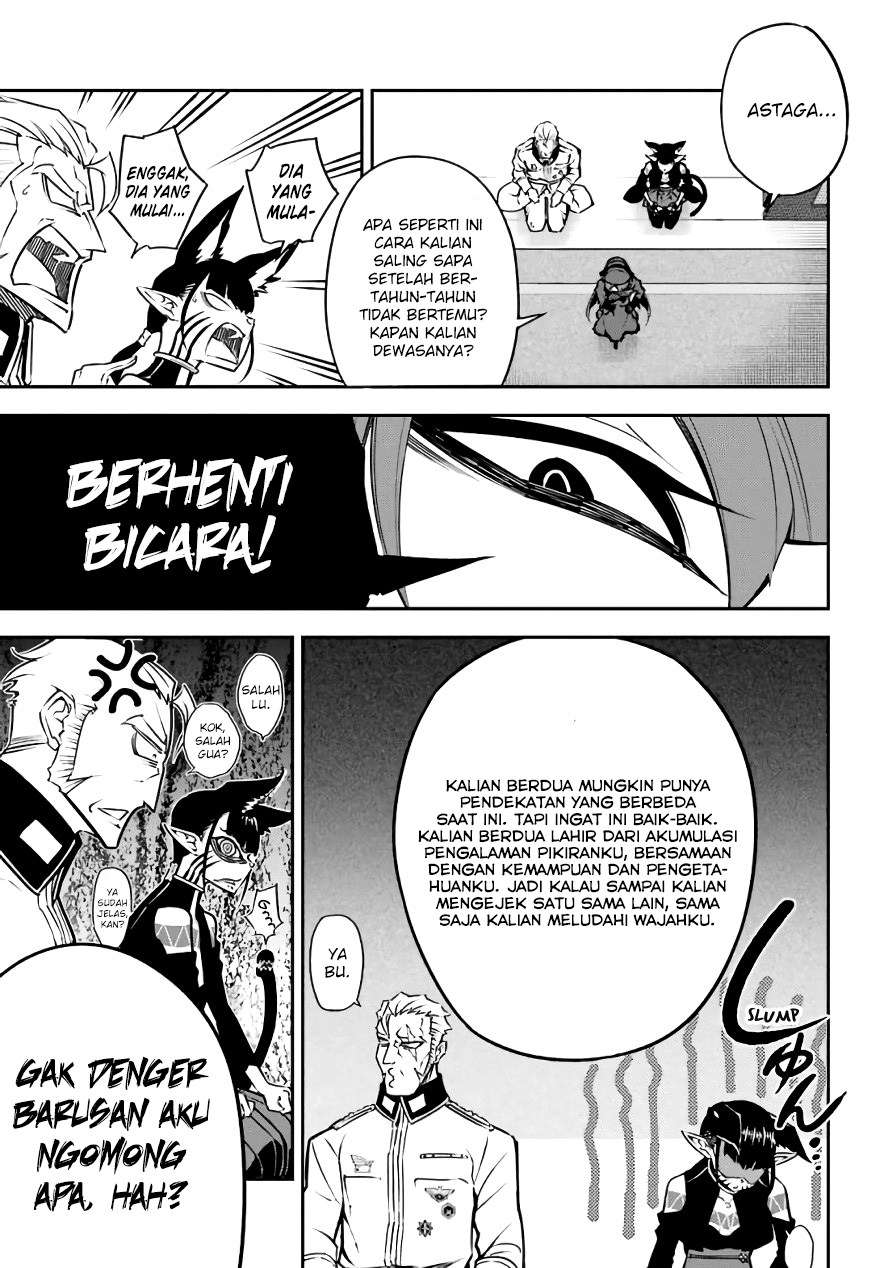 ASTAGA...
APA SEPERTI INI
CARA KALIAN
SALING SAPA
SETELAH BER-
TAHUN-TAHUN
TIDAK BERTEMU?
KAPAN KALIAN
DEWASANYA?
DIA
YANG
MULA-
ENGGAK,
DIA YANG
MULAI...
BERHENTI
BICARA!
KALIAN BERDUA MUNGKIN PUNYA
PENDEKATAN YANG BERBEDA
SAAT INI. TAPI INGAT INI BAIK-BAIK.
KALIAN BERDUA LAHIR DARI AKUMULASI
PENGALAMAN PIKIRANKU, BERSAMAAN
DENGAN KEMAMPUAN DAN PENGETA-
HUANKU. JADI KALAU SAMPAI KALIAN
MENGEJEK SATU SAMA LAIN, SAMA
SAJA KALIAN MELUDAHI WAJAHKU.
YA
BU.
SLUMP
しゅん...
SALAH
LU.
KOK,
SALAH
GUA?
YA
SUDAH
JELAS,
KAN?
GAK DENGER
BARUSAN AKU
NGOMONG
APA, HAH?